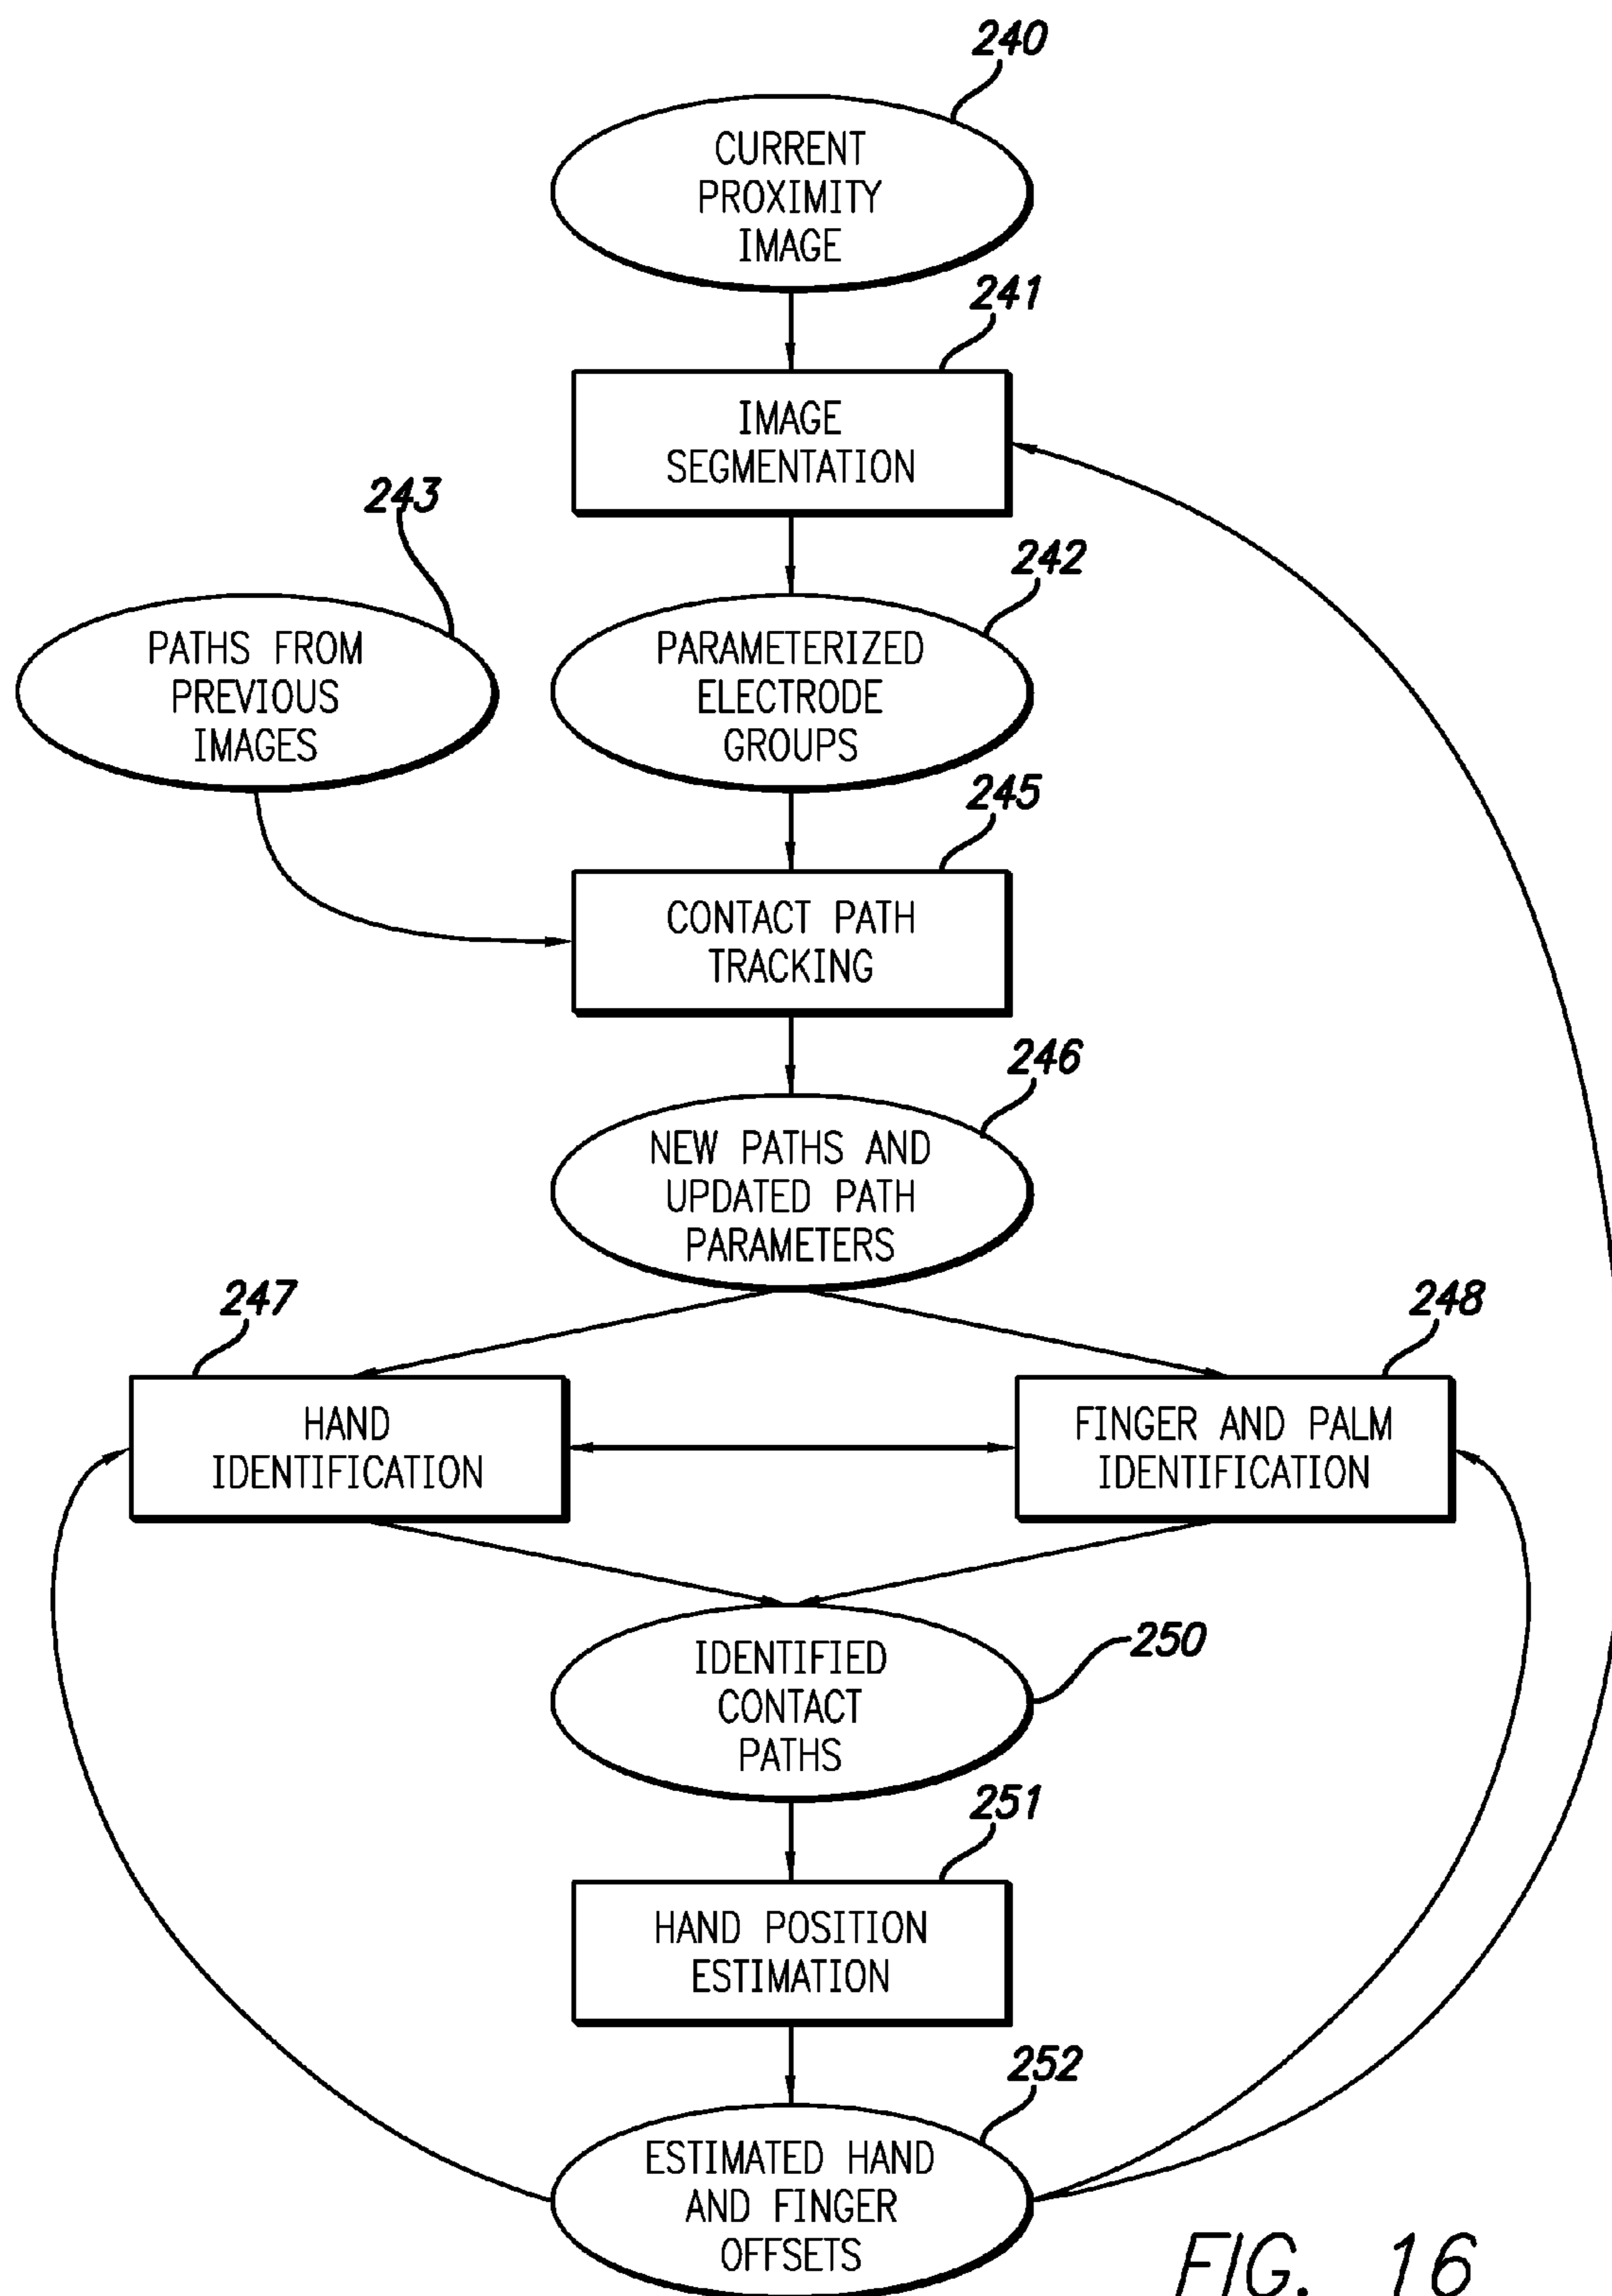 240
CURRENT
PROXIMITY
IMAGE
241
IMAGE
SEGMENTATION
243
PATHS FROM
PREVIOUS
IMAGES
242
PARAMETERIZED
ELECTRODE
GROUPS
245
CONTACT PATH
TRACKING
246
NEW PATHS AND
UPDATED PATH
PARAMETERS
247
HAND
IDENTIFICATION
248
FINGER AND PALM
IDENTIFICATION
250
IDENTIFIED
CONTACT
PATHS
251
HAND POSITION
ESTIMATION
252
ESTIMATED HAND
AND FINGER
OFFSETS
FIG. 16